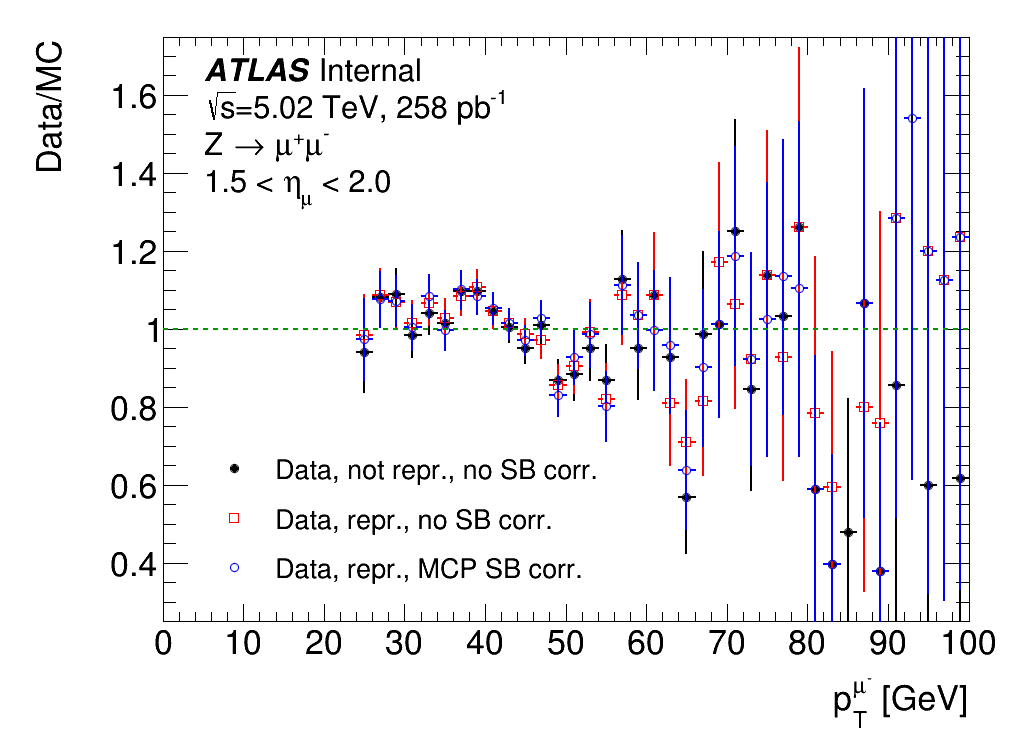 Data/MC
ATLAS Internal
√s=5.02 TeV, 258 pb⁻¹
Z → μ⁺μ⁻
1.5 < η_μ < 2.0
1.6
1.4
1.2
1
0.8
0.6
0.4
Data, not repr., no SB corr.
Data, repr., no SB corr.
Data, repr., MCP SB corr.
0 10 20 30 40 50 60 70 80 90 100
p_T^μ⁻ [GeV]